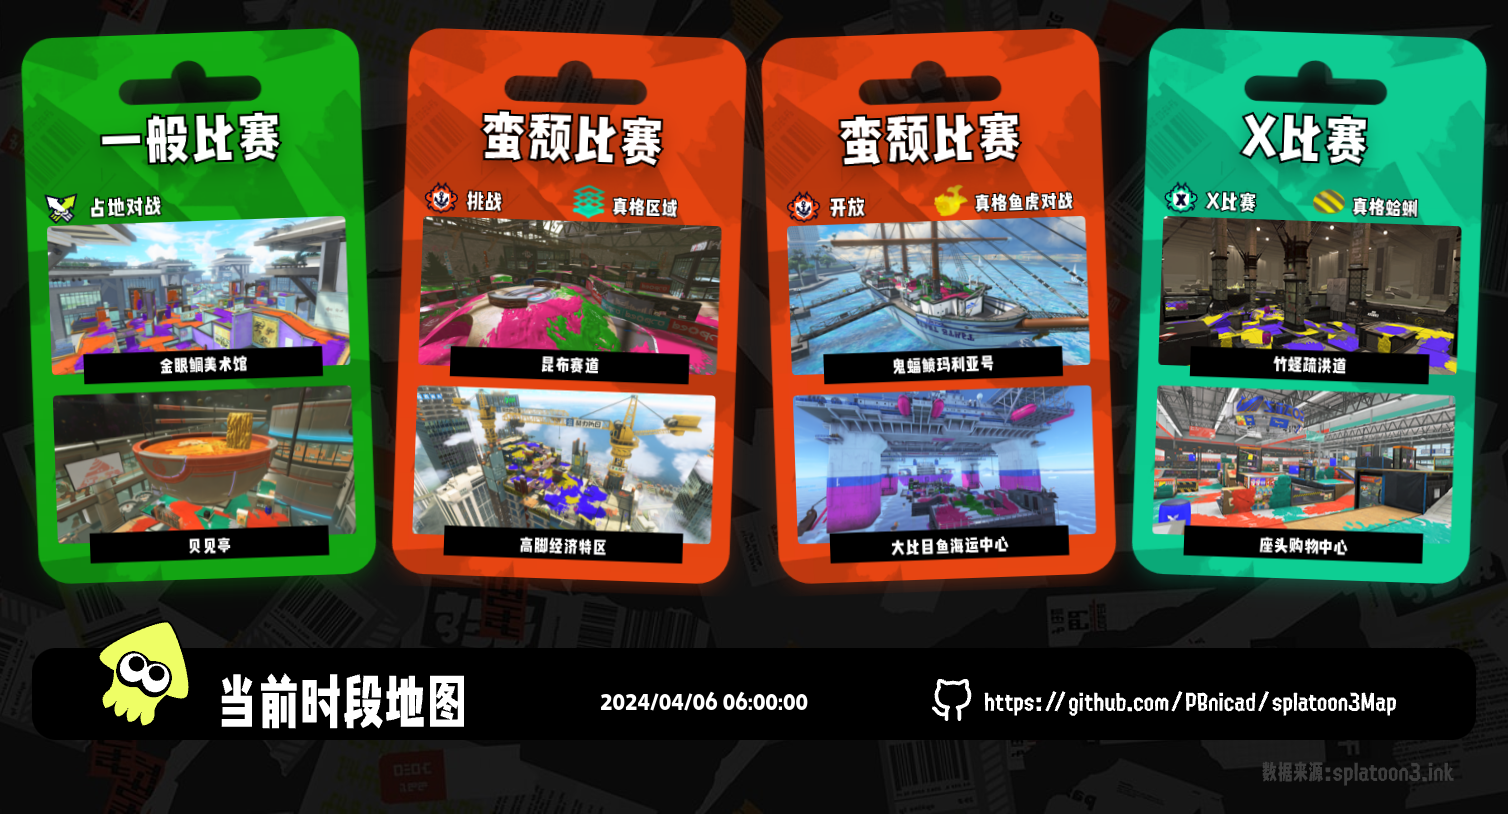 一般比赛
占地对战
金眼鲷美术馆
贝见亭
蛮颓比赛
挑战
真格区域
昆布赛道
高脚经济特区
蛮颓比赛
开放
真格鱼虎对战
鬼蝠鲼玛利亚号
大比目鱼海运中心
X比赛
X比赛
真格蛤蜊
竹蛏疏洪道
座头购物中心
当前时段地图
2024/04/06 06:00:00
https://github.com/PBnicad/splatoon3Map
数据来源:splatoon3.ink